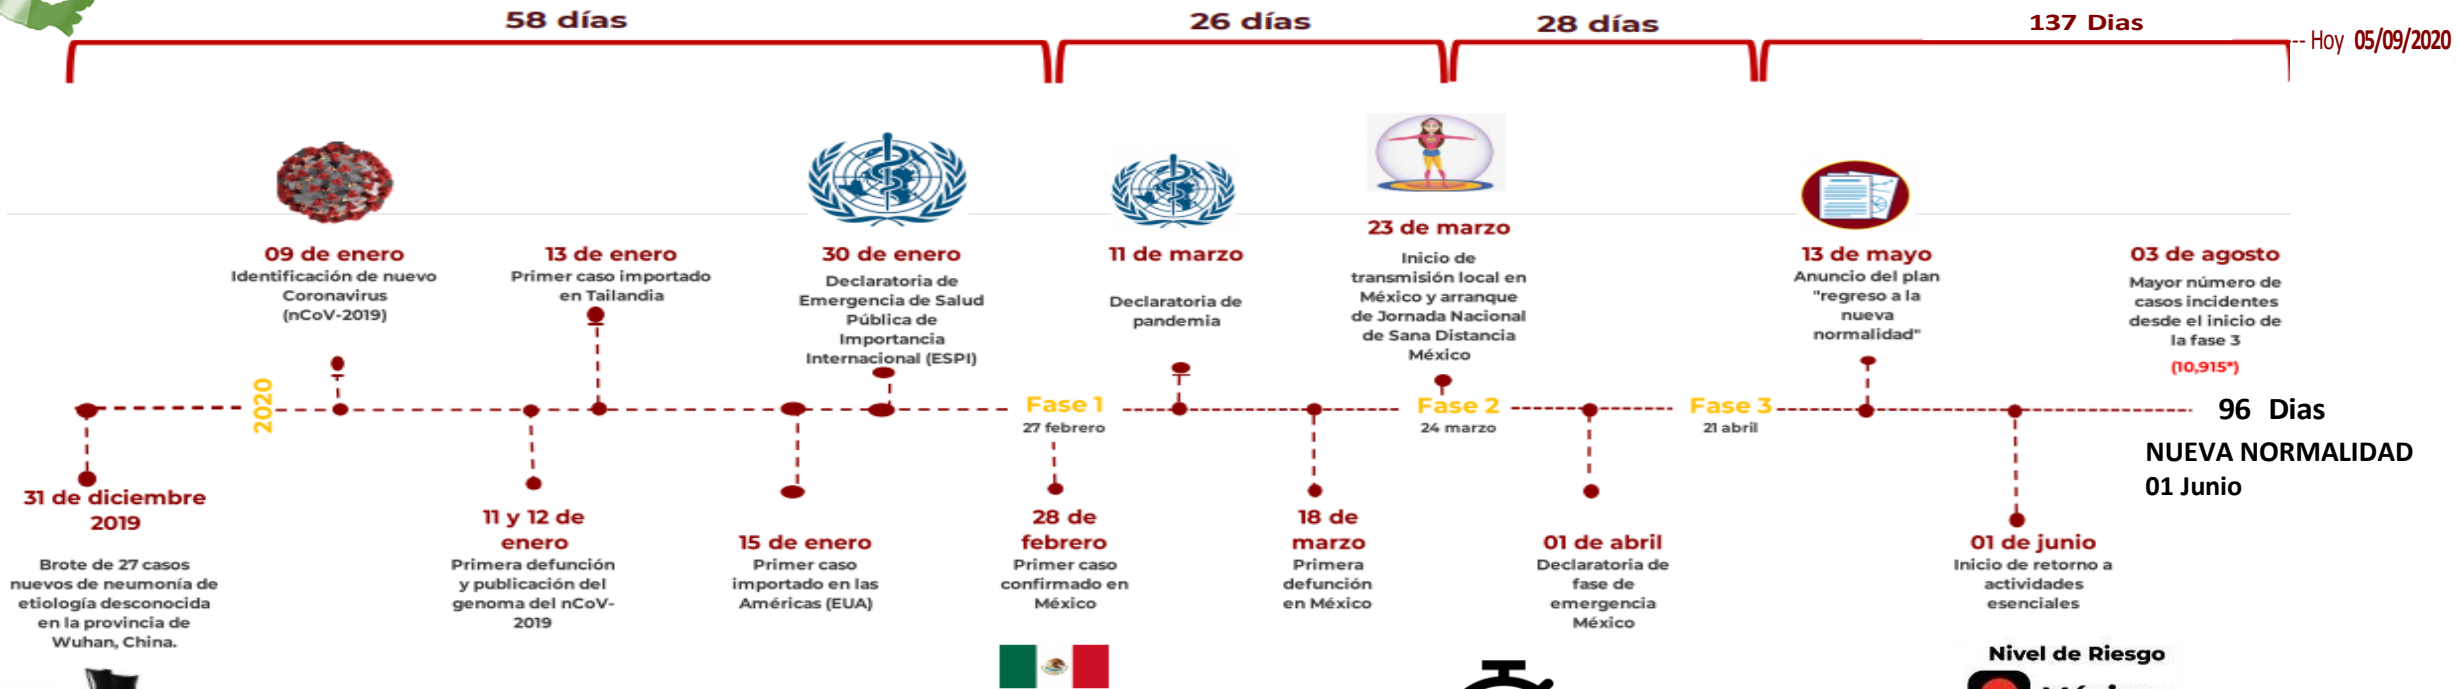 58 días
26 días
28 días
137 Dias
-- Hoy 05/09/2020
09 de enero
Identificación de nuevo
Coronavirus
(nCoV-2019)
13 de enero
Primer caso importado
en Tailandia
30 de enero
Declaratoria de
Emergencia de Salud
Pública de
Importancia
Internacional (ESPI)
11 de marzo
Declaratoria de
pandemia
23 de marzo
Inicio de
transmisión local en
México y arranque
de Jornada Nacional
de Sana Distancia
México
13 de mayo
Anuncio del plan
"regreso a la
nueva
normalidad"
03 de agosto
Mayor número de
casos incidentes
desde el inicio de
la fase 3
(10,915*)
2020
Fase 1
27 febrero
Fase 2
24 marzo
Fase 3
21 abril
96 Dias
NUEVA NORMALIDAD
01 Junio
31 de diciembre
2019
Brote de 27 casos
nuevos de neumonía de
etiología desconocida
en la provincia de
Wuhan, China.
11 y 12 de
enero
Primera defunción
y publicación del
genoma del nCoV-
2019
15 de enero
Primer caso
importado en las
Américas (EUA)
28 de
febrero
Primer caso
confirmado en
México
18 de
marzo
Primera
defunción
en México
01 de abril
Declaratoria de
fase de
emergencia
México
01 de junio
Inicio de retorno a
actividades
esenciales
Nivel de Riesgo